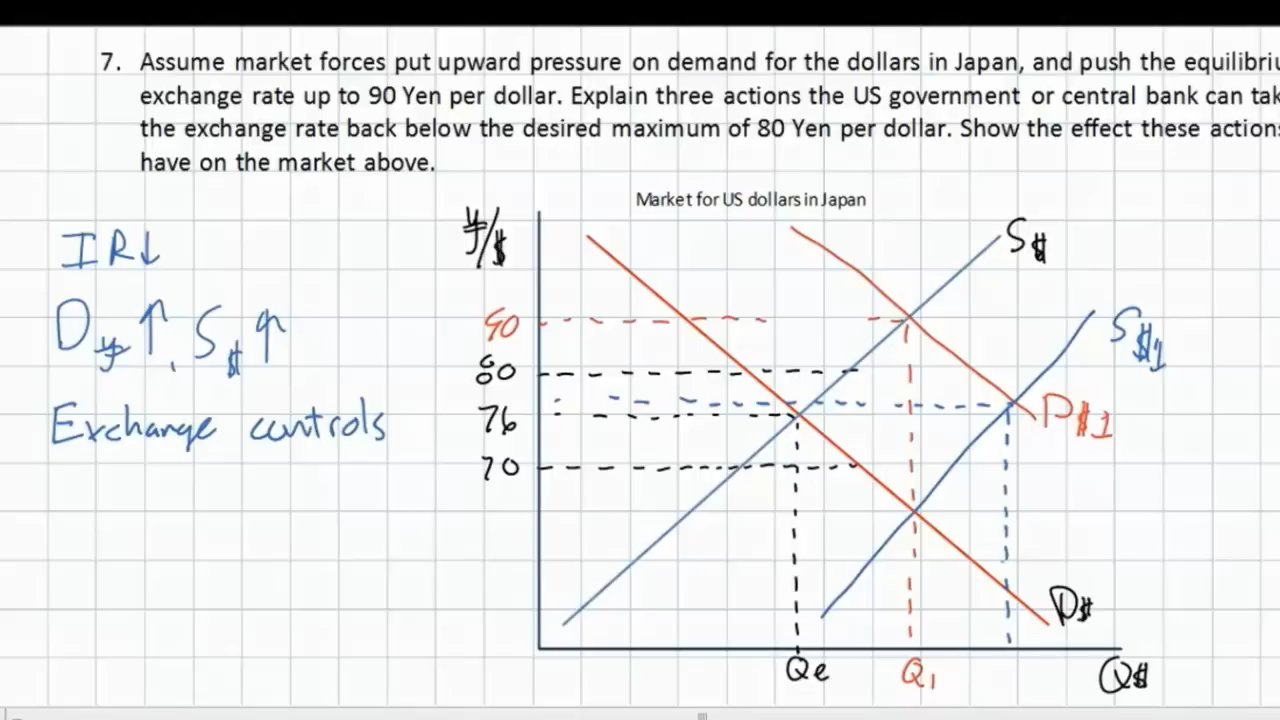 7. Assume market forces put upward pressure on demand for the dollars in Japan, and push the equilibriu
exchange rate up to 90 Yen per dollar. Explain three actions the US government or central bank can tak
the exchange rate back below the desired maximum of 80 Yen per dollar. Show the effect these actions
have on the market above.
Market for US dollars in Japan
¥/$
IR↓
D¥↑, S$↑
Exchange controls
90
80
76
70
S$
S$1
D$1
D$
Qe
Q1
Q$